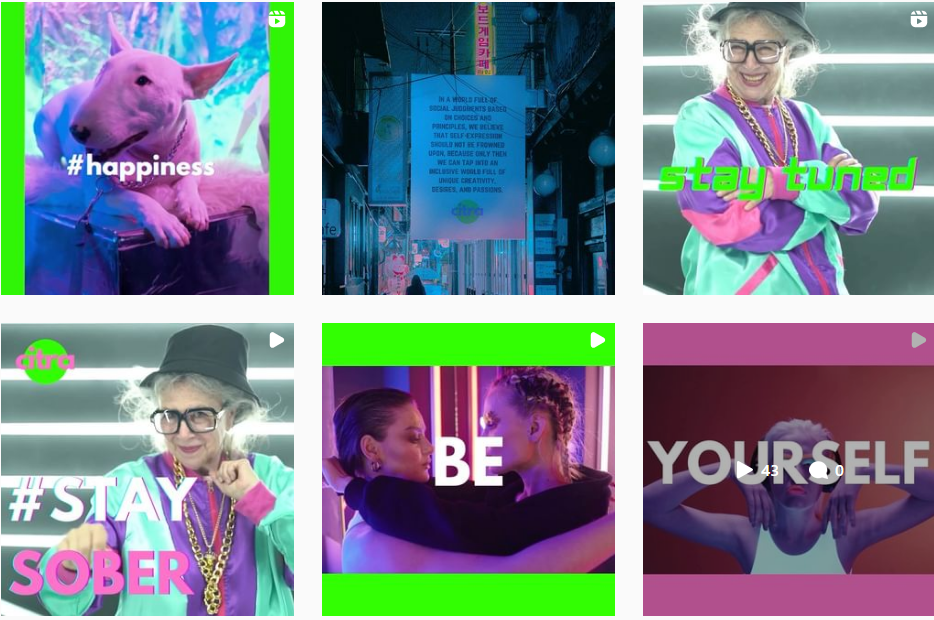 #happiness
보드게임카페
IN A WORLD FULL OF
SOCIAL JUDGMENTS BASED
ON CHOICES AND
PRINCIPLES, WE BELIEVE
THAT SELF-EXPRESSION
SHOULD NOT BE FROWNED
UPON, BECAUSE ONLY THEN
WE CAN TAP INTO AN
INCLUSIVE WORLD FULL OF
UNIQUE CREATIVITY,
DESIRES, AND PASSIONS.
citra
stay tuned
citra
#STAY
SOBER
BE
YOURSELF
43 0